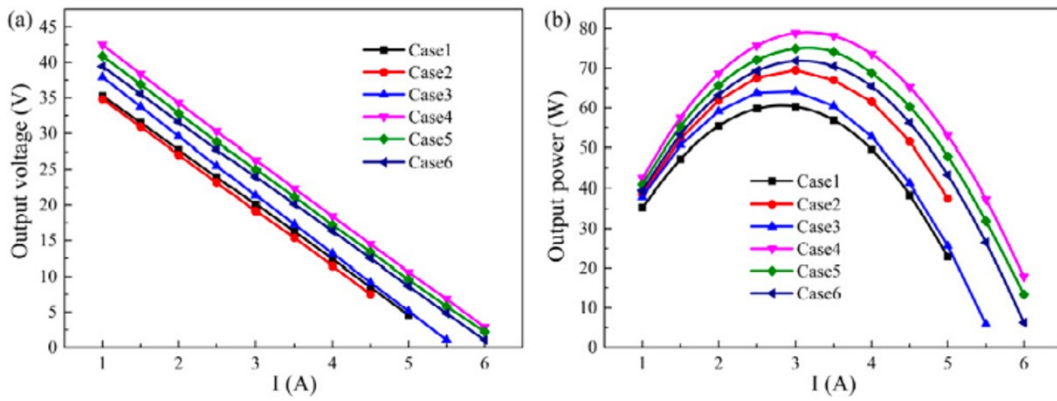 (a)
45
40
35
30
25
20
15
10
5
0
Output voltage (V)
Case1
Case2
Case3
Case4
Case5
Case6
1 2 3 4 5 6
I (A)
(b)
90
80
70
60
50
40
30
20
10
0
Output power (W)
Case1
Case2
Case3
Case4
Case5
Case6
1 2 3 4 5 6
I (A)